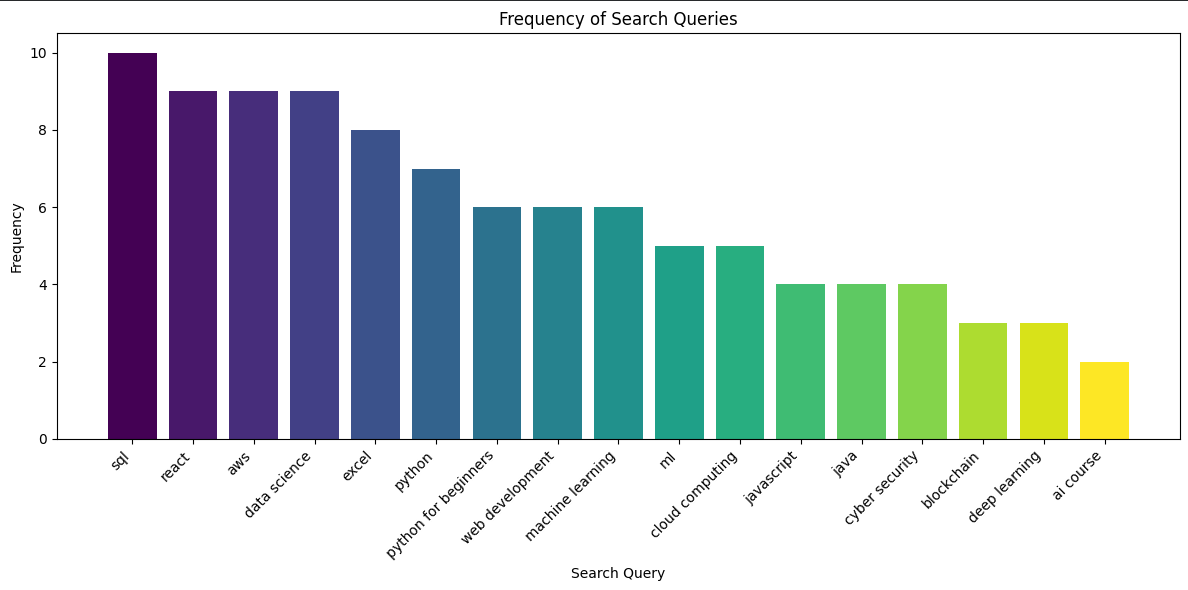 Frequency of Search Queries
Frequency
10
8
6
4
2
0
sql
react
aws
data science
excel
python
python for beginners
web development
machine learning
ml
cloud computing
javascript
java
cyber security
blockchain
deep learning
ai course
Search Query